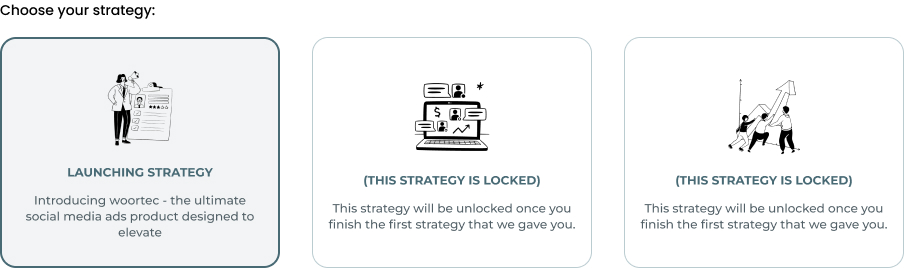 Choose your strategy:
LAUNCHING STRATEGY
Introducing woortec - the ultimate
social media ads product designed to
elevate
(THIS STRATEGY IS LOCKED)
This strategy will be unlocked once you
finish the first strategy that we gave you.
(THIS STRATEGY IS LOCKED)
This strategy will be unlocked once you
finish the first strategy that we gave you.